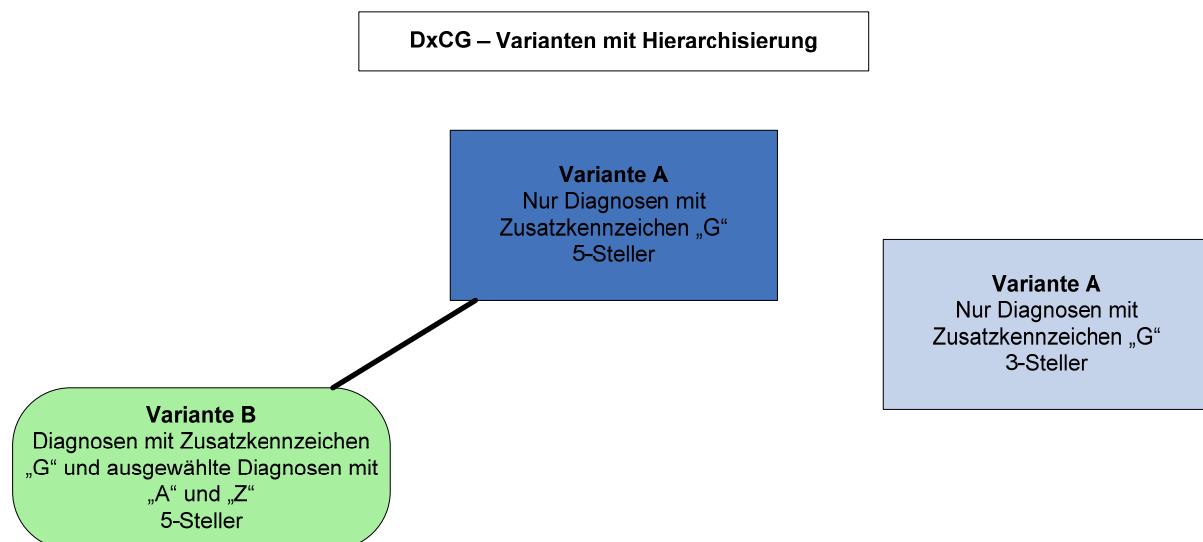 DxCG – Varianten mit Hierarchisierung
Variante A
Nur Diagnosen mit
Zusatzkennzeichen „G“
5-Steller
Variante A
Nur Diagnosen mit
Zusatzkennzeichen „G“
3-Steller
Variante B
Diagnosen mit Zusatzkennzeichen
„G“ und ausgewählte Diagnosen mit
„A“ und „Z“
5-Steller